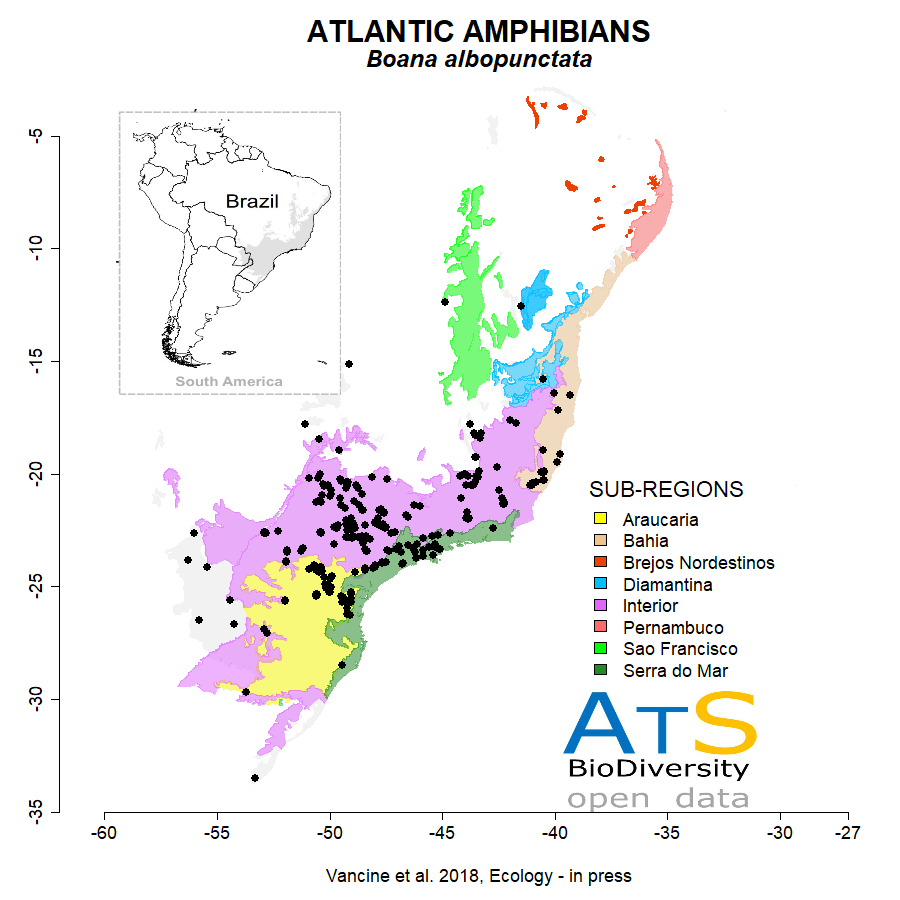 ATLANTIC AMPHIBIANS
Boana albopunctata
Brazil
South America
-5
-10
-15
-20
-25
-30
-35
SUB-REGIONS
Araucaria
Bahia
Brejos Nordestinos
Diamantina
Interior
Pernambuco
Sao Francisco
Serra do Mar
ATS
BioDiversity
open data
-60 -55 -50 -45 -40 -35 -30 -27
Vancine et al. 2018, Ecology - in press